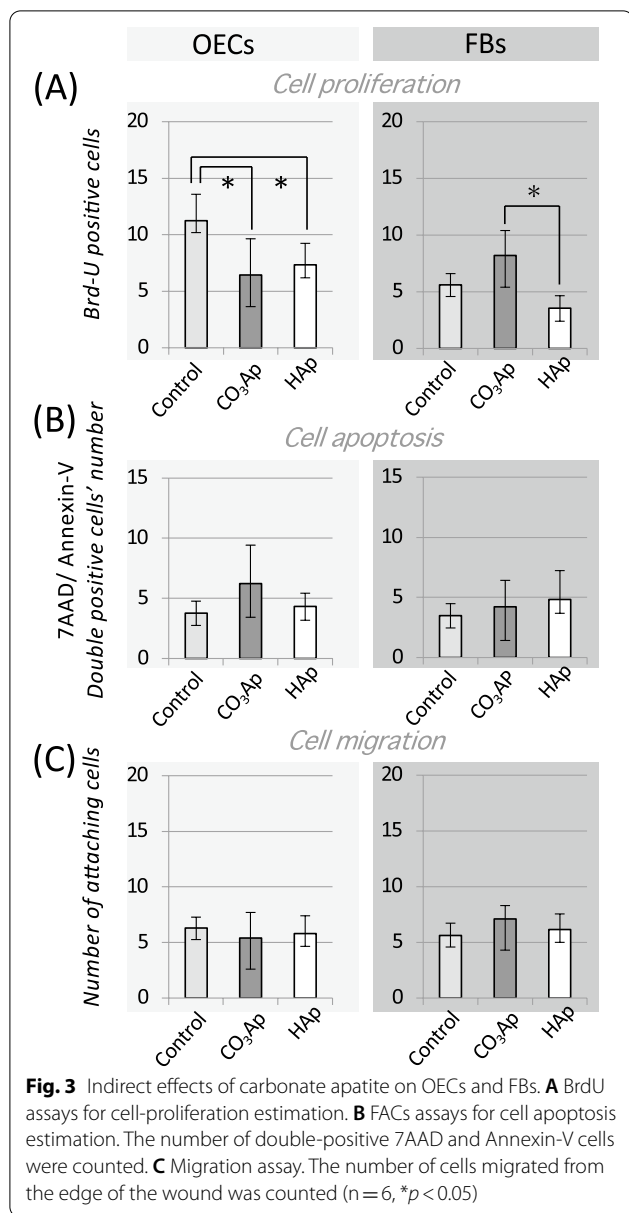 OECs FBs
(A) Cell proliferation
Brd-U positive cells
20 20
15 15
* * *
10 10
5 5
0 0
Control CO₃Ap HAp Control CO₃Ap HAp
(B) Cell apoptosis
7AAD/ Annexin-V
Double positive cells' number
15 15
10 10
5 5
0 0
Control CO₃Ap HAp Control CO₃AP HAp
(C) Cell migration
Number of attaching cells
20 20
15 15
10 10
5 5
0 0
Control CO₃Ap HAp Control CO₃Ap HAp
Fig. 3 Indirect effects of carbonate apatite on OECs and FBs. A BrdU
assays for cell-proliferation estimation. B FACs assays for cell apoptosis
estimation. The number of double-positive 7AAD and Annexin-V cells
were counted. C Migration assay. The number of cells migrated from
the edge of the wound was counted (n = 6, *p < 0.05)